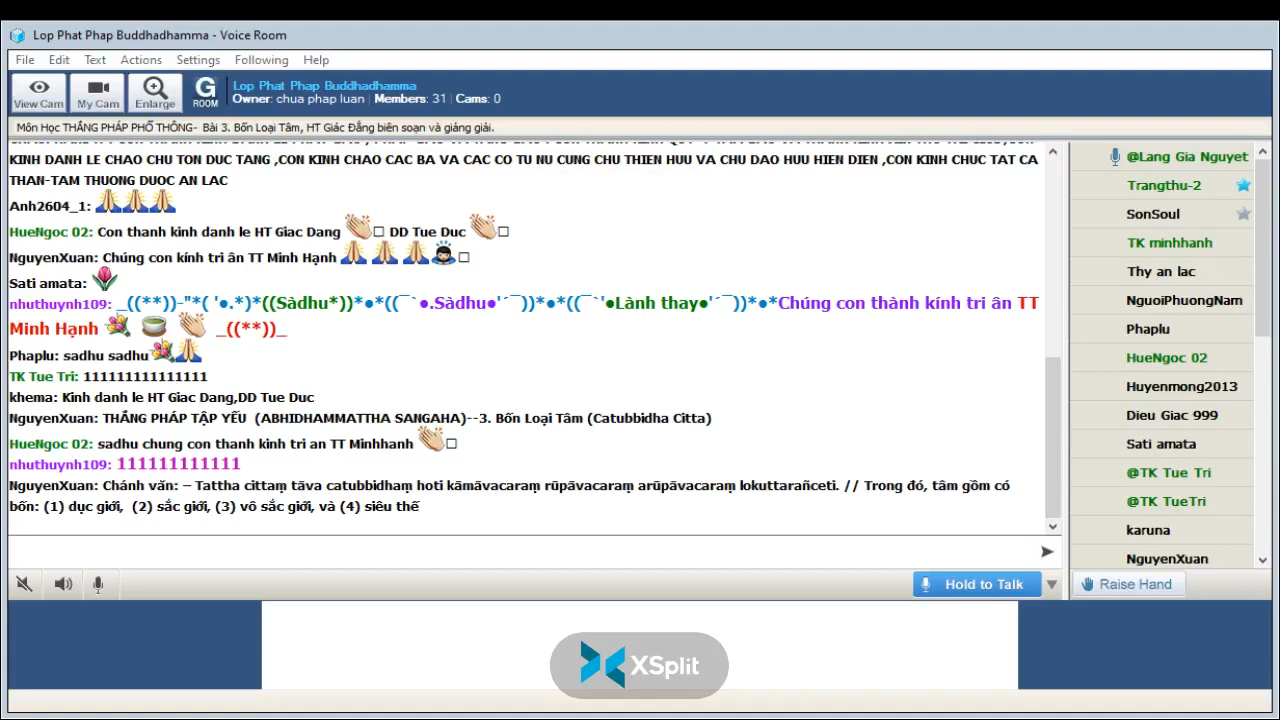 Lop Phat Phap Buddhadhamma - Voice Room
File Edit Text Actions Settings Following Help
View Cam My Cam Enlarge G ROOM
Lop Phat Phap Buddhadhamma
Owner: chua phap luan | Members: 31 | Cams: 0
Môn Học THẮNG PHÁP PHỔ THÔNG- Bài 3. Bốn Loại Tâm, HT Giác Đẳng biên soạn và giảng giải.
KINH DANH LE CHAO CHU TON DUC TANG ,CON KINH CHAO CAC BA VA CAC CO TU NU CUNG CHU THIEN HUU VA CHU DAO HUU HIEN DIEN ,CON KINH CHUC TAT CA
THAN-TAM THUONG DUOC AN LAC
Anh2604_1:
HueNgoc 02: Con thanh kinh danh le HT Giac Dang DD Tue Duc
NguyenXuan: Chúng con kính tri ân TT Minh Hạnh
Sati amata:
nhuthuynh109: _((**))-"*( '●.*)*((Sàdhu*))*●*((¯`●.Sàdhu●'´¯))*●*((¯`'●Lành thay●'´¯))*●*Chúng con thành kính tri ân TT
Minh Hạnh _((**))_
Phaplu: sadhu sadhu
TK Tue Tri: 111111111111111
khema: Kinh danh le HT Giac Dang,DD Tue Duc
NguyenXuan: THẮNG PHÁP TẬP YẾU (ABHIDHAMMATTHA SANGAHA)--3. Bốn Loại Tâm (Catubbidha Citta)
HueNgoc 02: sadhu chung con thanh kinh tri an TT Minhhanh
nhuthuynh109: 111111111111
NguyenXuan: Chánh văn: – Tattha cittaṃ tāva catubbidhaṃ hoti kāmāvacaraṃ rūpāvacaraṃ arūpāvacaraṃ lokuttarañceti. // Trong đó, tâm gồm có
bốn: (1) dục giới, (2) sắc giới, (3) vô sắc giới, và (4) siêu thế
@Lang Gia Nguyet
Trangthu-2
SonSoul
TK minhhanh
Thy an lac
NguoiPhuongNam
Phaplu
HueNgoc 02
Huyenmong2013
Dieu Giac 999
Sati amata
@TK Tue Tri
@TK TueTri
karuna
NguyenXuan
Hold to Talk
Raise Hand
XSplit